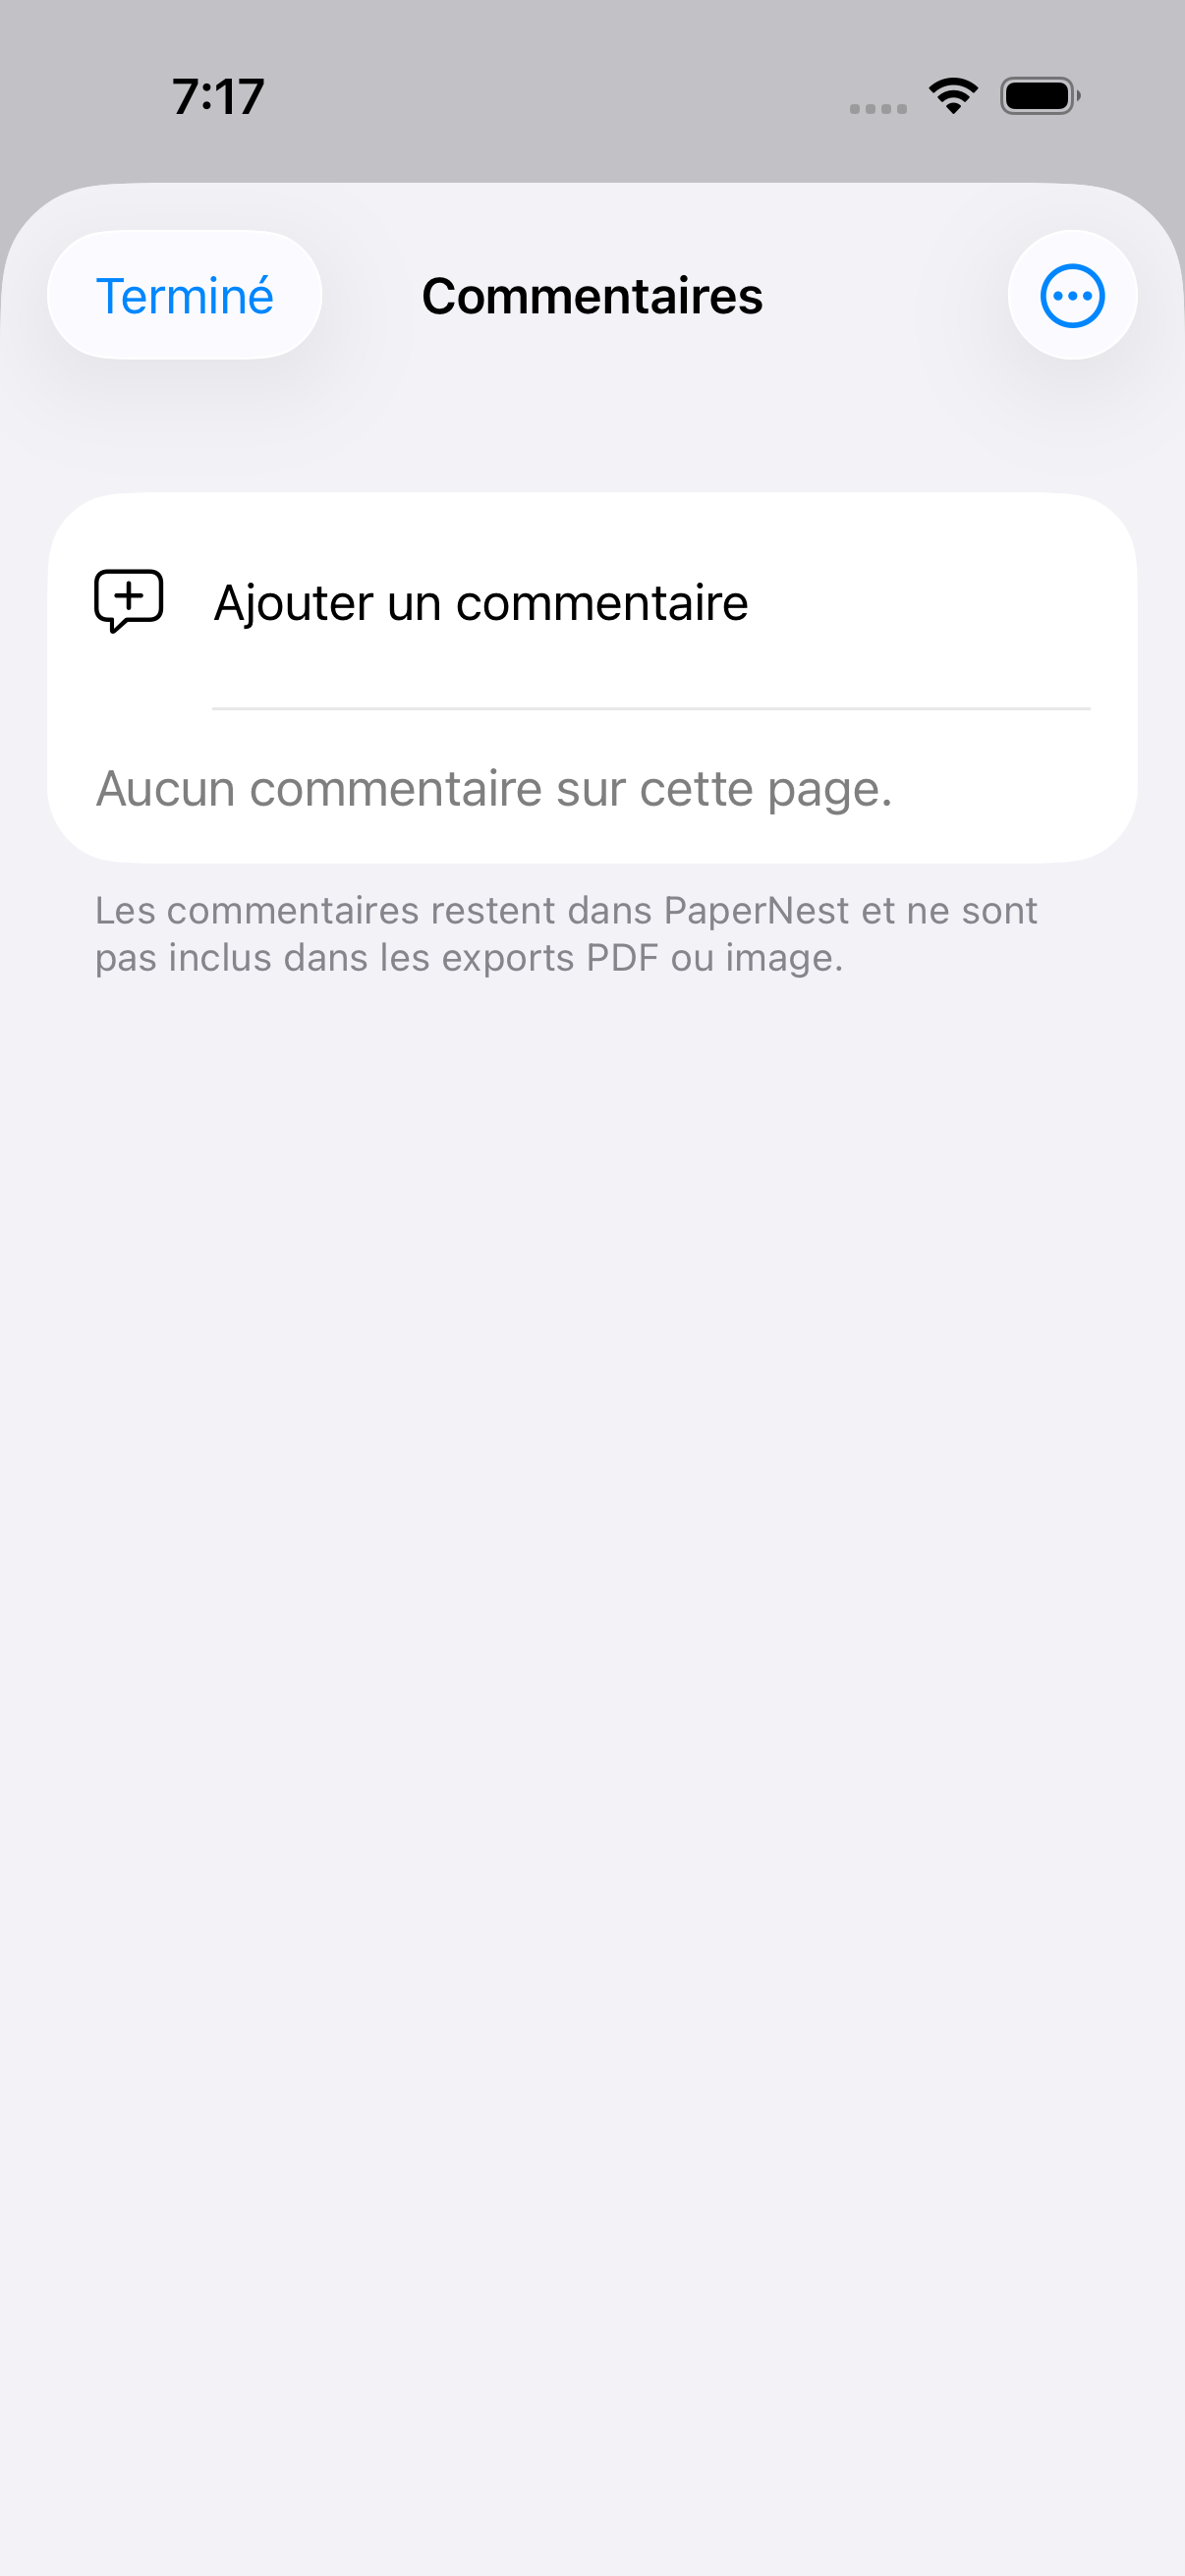 7:17
Terminé
Commentaires
Ajouter un commentaire
Aucun commentaire sur cette page.
Les commentaires restent dans PaperNest et ne sont
pas inclus dans les exports PDF ou image.